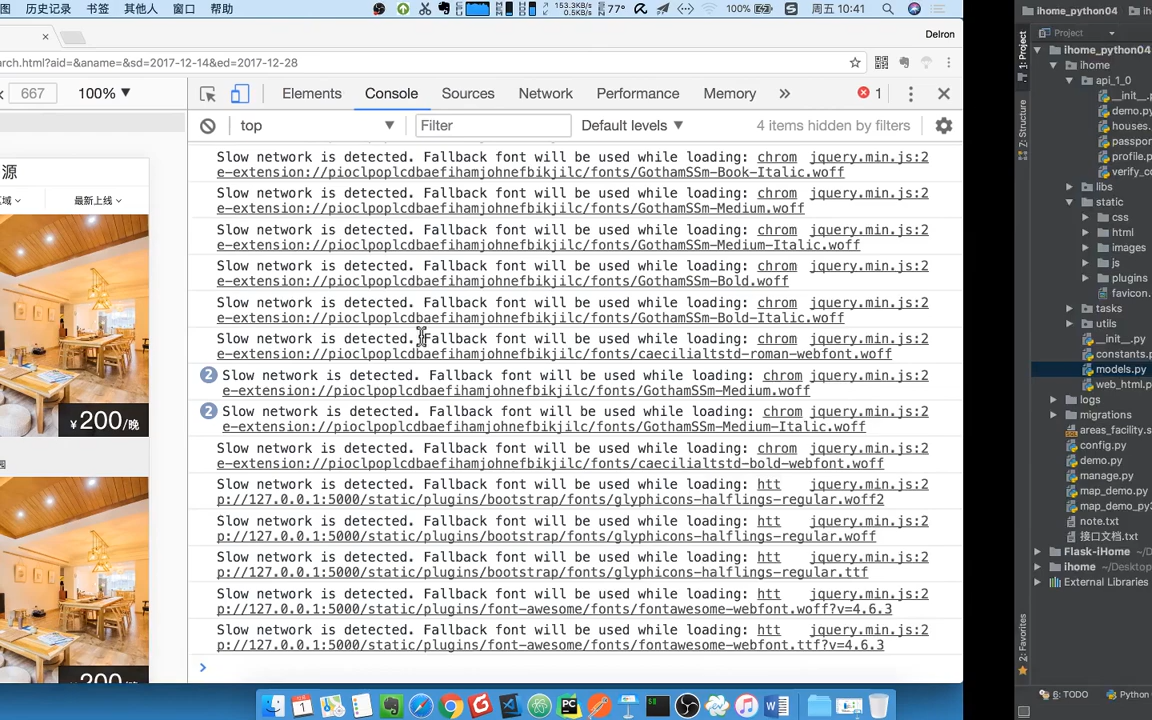 图 历史记录 书签 其他人 窗口 帮助 153.3KB/s 0.5KB/s 77° 100% 周五 10:41
Delron
rch.html?aid=&aname=&sd=2017-12-14&ed=2017-12-28
667 100% ▼ Elements Console Sources Network Performance Memory » 1
top ▼ Filter Default levels ▼ 4 items hidden by filters
Slow network is detected. Fallback font will be used while loading: chrom jquery.min.js:2
e-extension://pioclpoplcdbaefihamjohnefbikjilc/fonts/GothamSSm-Book-Italic.woff
Slow network is detected. Fallback font will be used while loading: chrom jquery.min.js:2
e-extension://pioclpoplcdbaefihamjohnefbikjilc/fonts/GothamSSm-Medium.woff
Slow network is detected. Fallback font will be used while loading: chrom jquery.min.js:2
e-extension://pioclpoplcdbaefihamjohnefbikjilc/fonts/GothamSSm-Medium-Italic.woff
Slow network is detected. Fallback font will be used while loading: chrom jquery.min.js:2
e-extension://pioclpoplcdbaefihamjohnefbikjilc/fonts/GothamSSm-Bold.woff
Slow network is detected. Fallback font will be used while loading: chrom jquery.min.js:2
e-extension://pioclpoplcdbaefihamjohnefbikjilc/fonts/GothamSSm-Bold-Italic.woff
Slow network is detected. Fallback font will be used while loading: chrom jquery.min.js:2
e-extension://pioclpoplcdbaefihamjohnefbikjilc/fonts/caecilialtstd-roman-webfont.woff
2 Slow network is detected. Fallback font will be used while loading: chrom jquery.min.js:2
e-extension://pioclpoplcdbaefihamjohnefbikjilc/fonts/GothamSSm-Medium.woff
2 Slow network is detected. Fallback font will be used while loading: chrom jquery.min.js:2
e-extension://pioclpoplcdbaefihamjohnefbikjilc/fonts/GothamSSm-Medium-Italic.woff
Slow network is detected. Fallback font will be used while loading: chrom jquery.min.js:2
e-extension://pioclpoplcdbaefihamjohnefbikjilc/fonts/caecilialtstd-bold-webfont.woff
Slow network is detected. Fallback font will be used while loading: htt jquery.min.js:2
p://127.0.0.1:5000/static/plugins/bootstrap/fonts/glyphicons-halflings-regular.woff2
Slow network is detected. Fallback font will be used while loading: htt jquery.min.js:2
p://127.0.0.1:5000/static/plugins/bootstrap/fonts/glyphicons-halflings-regular.woff
Slow network is detected. Fallback font will be used while loading: htt jquery.min.js:2
p://127.0.0.1:5000/static/plugins/bootstrap/fonts/glyphicons-halflings-regular.ttf
Slow network is detected. Fallback font will be used while loading: htt jquery.min.js:2
p://127.0.0.1:5000/static/plugins/font-awesome/fonts/fontawesome-webfont.woff?v=4.6.3
Slow network is detected. Fallback font will be used while loading: htt jquery.min.js:2
p://127.0.0.1:5000/static/plugins/font-awesome/fonts/fontawesome-webfont.ttf?v=4.6.3
源
区域 最新上线
¥200/晚
园
¥200/晚
ihome_python04
Project
1: Project
7: Structure
2: Favorites
ihome_python04
ihome
api_1_0
__init__.p
demo.py
houses.
passpor
profile.p
verify_co
libs
static
css
html
images
js
plugins
favicon.
tasks
utils
__init__.py
constants.p
models.py
web_html.p
logs
migrations
areas_facility.s
config.py
demo.py
manage.py
map_demo.py
map_demo_py3
note.txt
接口文档.txt
Flask-iHome ~/D
ihome ~/Desktop
External Libraries
6: TODO Python